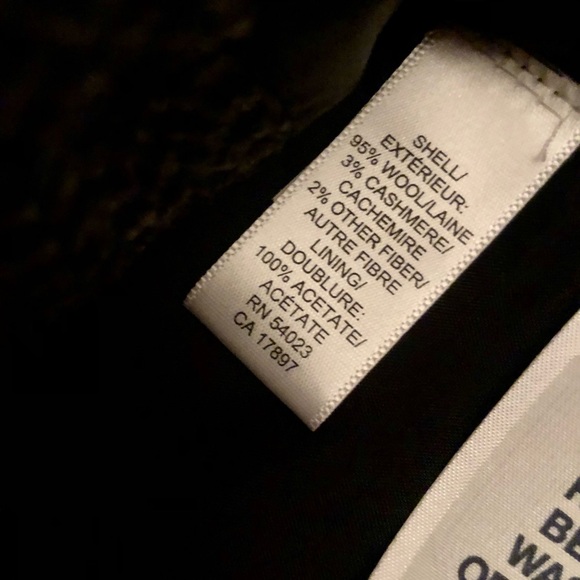 SHELL/
EXTÉRIEUR:
95% WOOL/LAINE
3% CASHMERE/
CACHEMIRE
2% OTHER FIBER/
AUTRE FIBRE
LINING/
DOUBLURE:
100% ACETATE/
ACÉTATE
RN 54023
CA 17897